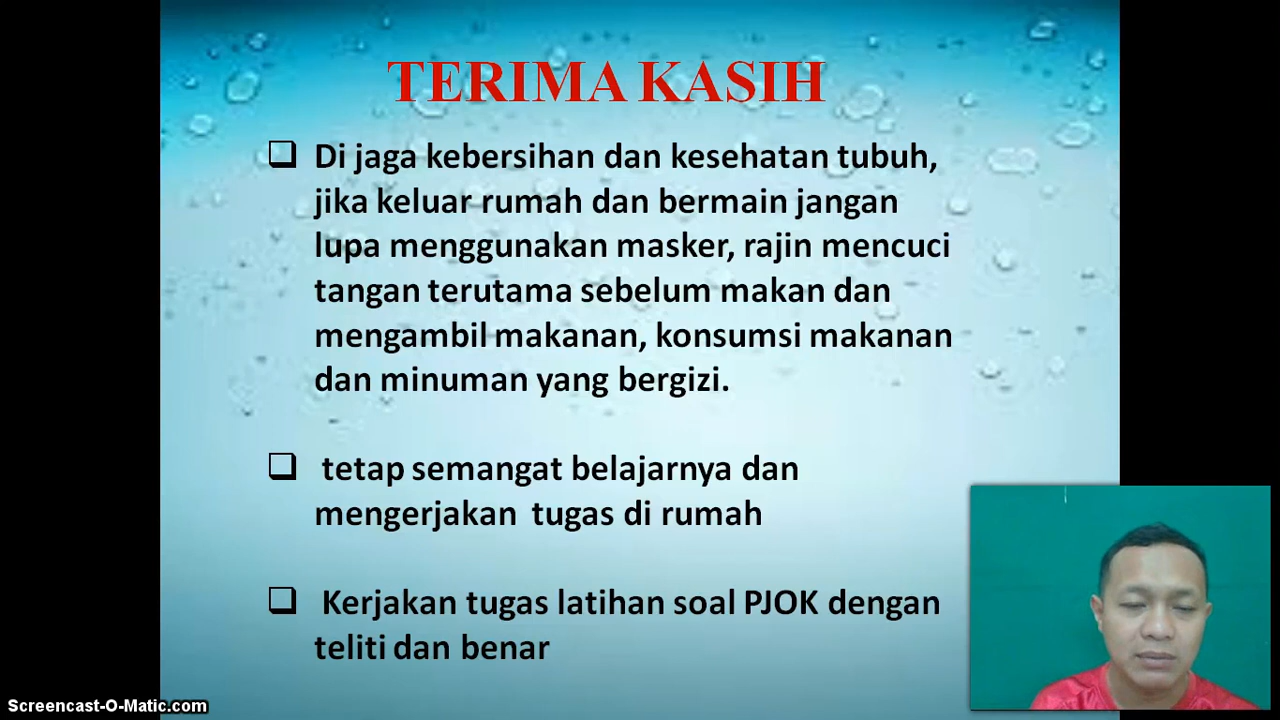 TERIMA KASIH
Di jaga kebersihan dan kesehatan tubuh,
jika keluar rumah dan bermain jangan
lupa menggunakan masker, rajin mencuci
tangan terutama sebelum makan dan
mengambil makanan, konsumsi makanan
dan minuman yang bergizi.
tetap semangat belajarnya dan
mengerjakan tugas di rumah
Kerjakan tugas latihan soal PJOK dengan
teliti dan benar
Screencast-O-Matic.com